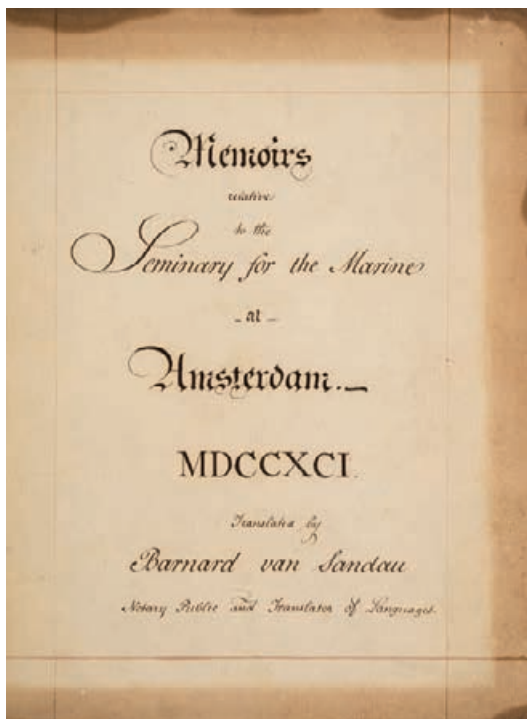 Memoirs
relative
to the
Seminary for the Marine
- at -
Amsterdam.-
MDCCXCI.
Translated by
Barnard van Sandau
Notary Public and Translator of Languages.